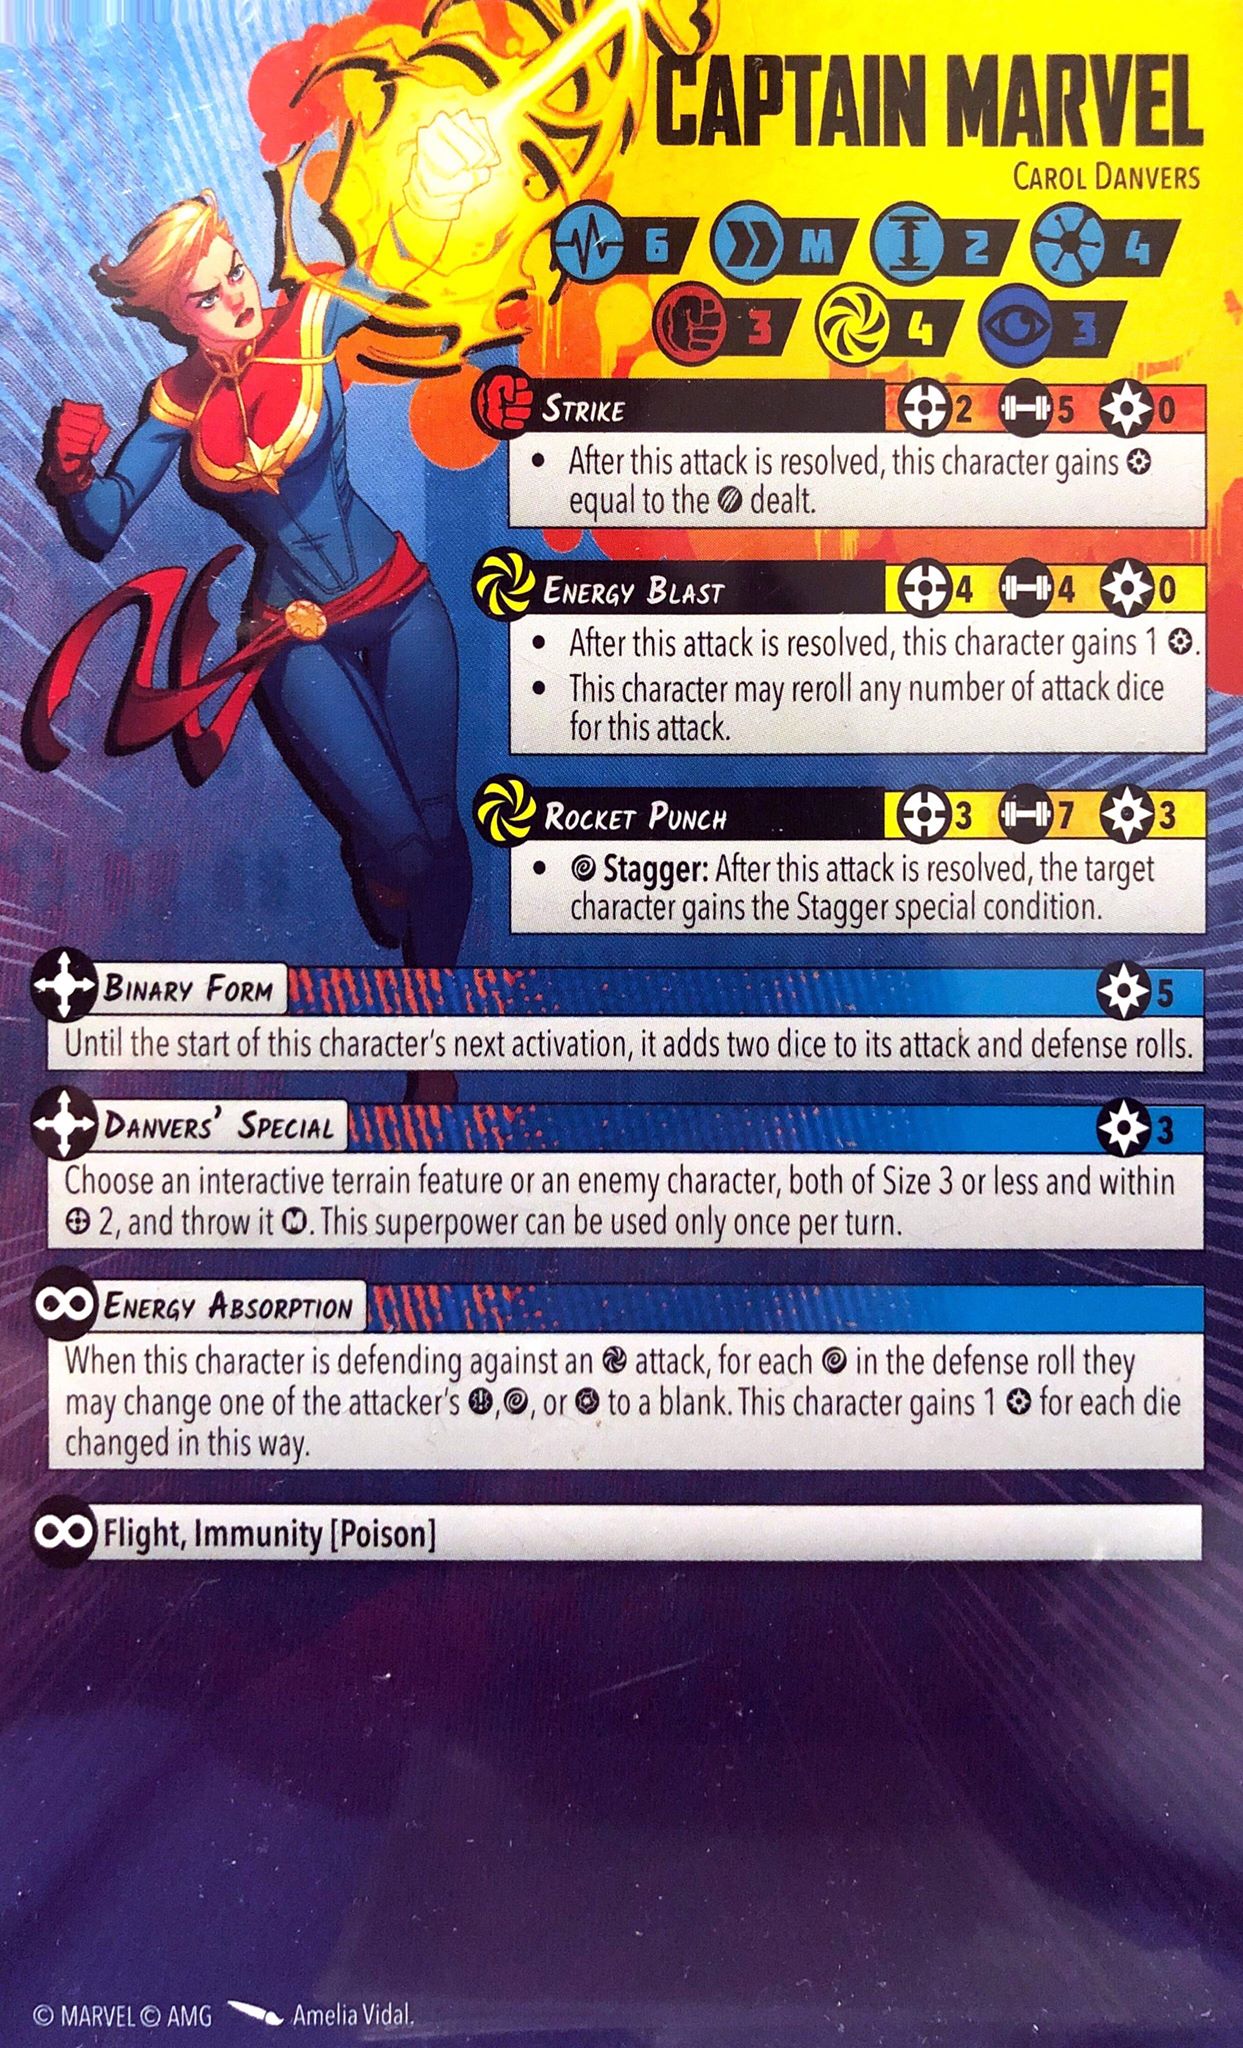 CAPTAIN MARVEL
CAROL DANVERS
6 M 2 4
3 4 3
STRIKE 2 5 0
• After this attack is resolved, this character gains
equal to the dealt.
ENERGY BLAST 4 4 0
• After this attack is resolved, this character gains 1 .
• This character may reroll any number of attack dice
for this attack.
ROCKET PUNCH 3 7 3
• Stagger: After this attack is resolved, the target
character gains the Stagger special condition.
BINARY FORM 5
Until the start of this character's next activation, it adds two dice to its attack and defense rolls.
DANVERS' SPECIAL 3
Choose an interactive terrain feature or an enemy character, both of Size 3 or less and within
2, and throw it M. This superpower can be used only once per turn.
ENERGY ABSORPTION
When this character is defending against an attack, for each in the defense roll they
may change one of the attacker's , , or to a blank. This character gains 1 for each die
changed in this way.
Flight, Immunity [Poison]
© MARVEL © AMG Amelia Vidal.